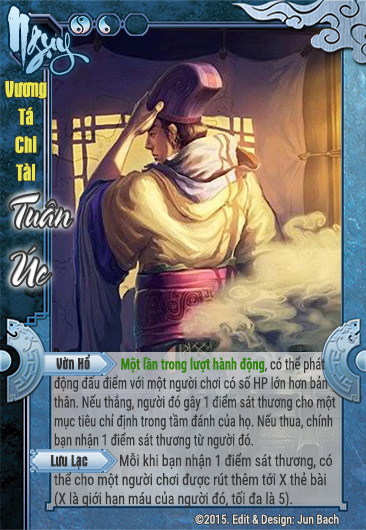 Ngụy
Vương
Tá
Chi
Tài
Tuân
Úc
Vờn Hổ Một lần trong lượt hành động, có thể phát
động đấu điểm với một người chơi có số HP lớn hơn bản
thân. Nếu thắng, người đó gây 1 điểm sát thương cho một
mục tiêu chỉ định trong tầm đánh của họ. Nếu thua, chính
bạn nhận 1 điểm sát thương từ người đó.
Lưu Lạc Mỗi khi bạn nhận 1 điểm sát thương, có
thể cho một người chơi được rút thêm tới X thẻ bài
(X là giới hạn máu của người đó, tối đa là 5).
©2015. Edit & Design: Jun Bach